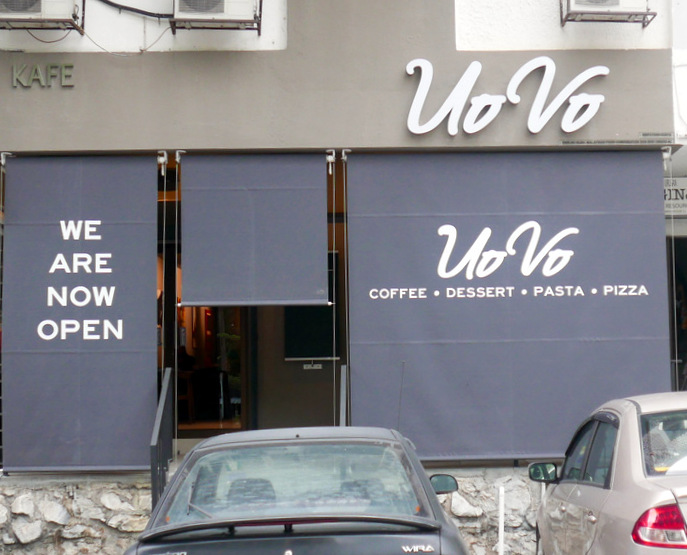 KAFE
UoVo
WE
ARE
NOW
OPEN
UoVo
COFFEE • DESSERT • PASTA • PIZZA
WIRA